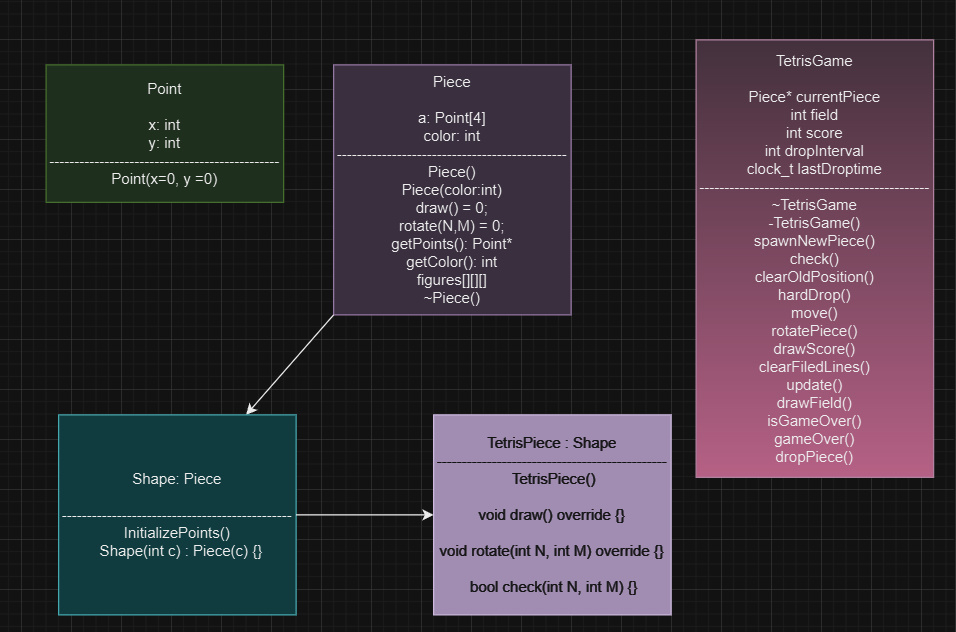 Point
x: int
y: int
Point(x=0, y =0)
Piece
a: Point[4]
color: int
Piece()
Piece(color:int)
draw() = 0;
rotate(N,M) = 0;
getPoints(): Point*
getColor(): int
figures[][][]
~Piece()
TetrisGame
Piece* currentPiece
int field
int score
int dropInterval
clock_t lastDroptime
~TetrisGame
-TetrisGame()
spawnNewPiece()
check()
clearOldPosition()
hardDrop()
move()
rotatePiece()
drawScore()
clearFiledLines()
update()
drawField()
isGameOver()
gameOver()
dropPiece()
Shape: Piece
InitializePoints()
Shape(int c) : Piece(c) {}
TetrisPiece : Shape
TetrisPiece()
void draw() override {}
void rotate(int N, int M) override {}
bool check(int N, int M) {}